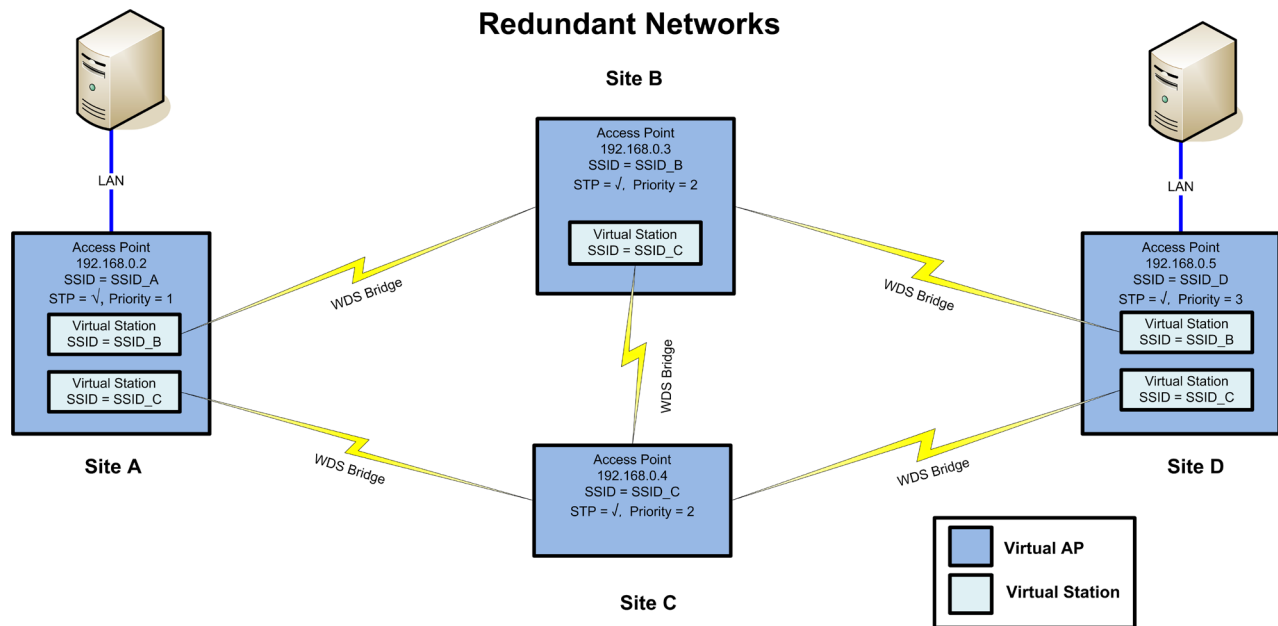 Redundant Networks
Site B
Access Point
192.168.0.3
SSID = SSID_B
STP = √,  Priority = 2
Virtual Station
SSID = SSID_C
LAN
LAN
Access Point
192.168.0.2
SSID = SSID_A
STP = √, Priority = 1
Virtual Station
SSID = SSID_B
Virtual Station
SSID = SSID_C
Site A
WDS Bridge
WDS Bridge
WDS Bridge
WDS Bridge
WDS Bridge
Access Point
192.168.0.5
SSID = SSID_D
STP = √,  Priority = 3
Virtual Station
SSID = SSID_B
Virtual Station
SSID = SSID_C
Site D
Access Point
192.168.0.4
SSID = SSID_C
STP = √,  Priority = 2
Site C
Virtual AP
Virtual Station